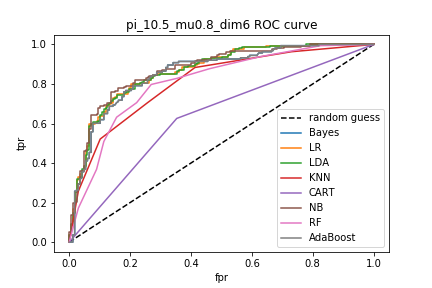 pi_10.5_mu0.8_dim6 ROC curve
tpr
1.0
0.8
0.6
0.4
0.2
0.0
random guess
Bayes
LR
LDA
KNN
CART
NB
RF
AdaBoost
0.0 0.2 0.4 0.6 0.8 1.0
fpr